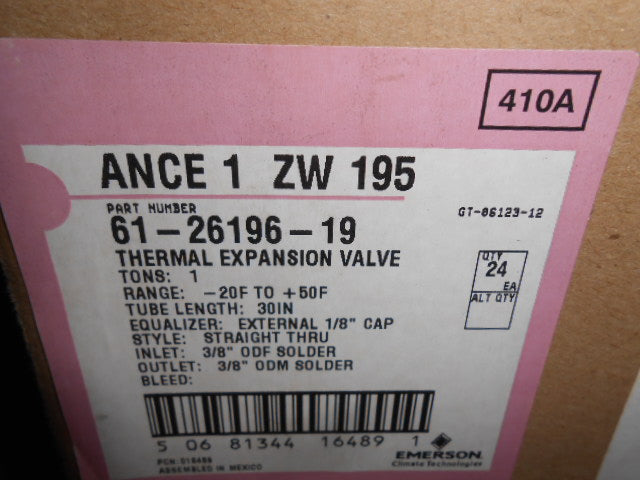 410A
ANCE 1 ZW 195
PART NUMBER
GT-06123-12
61-26196-19
THERMAL EXPANSION VALVE
QTY
24
EA
ALT QTY
TONS: 1
RANGE: -20F TO +50F
TUBE LENGTH: 30IN
EQUALIZER: EXTERNAL 1/8" CAP
STYLE: STRAIGHT THRU
INLET: 3/8" ODF SOLDER
OUTLET: 3/8" ODM SOLDER
BLEED:
5 06 81344 16489 1
PCN: 016489
ASSEMBLED IN MEXICO
EMERSON
Climate Technologies